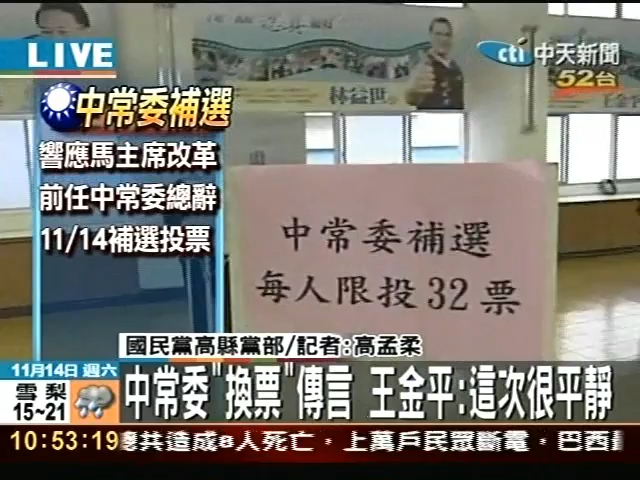 LIVE
林益世
cti 中天新聞
52台
中常委補選
響應馬主席改革
前任中常委總辭
11/14補選投票
中常委補選
每人限投32票
國民黨高縣黨部/記者:高孟柔
11月14日 週六
雪梨
15~21
中常委"換票"傳言 王金平:這次很平靜
10:53:19
共造成8人死亡,上萬戶民眾斷電,巴西